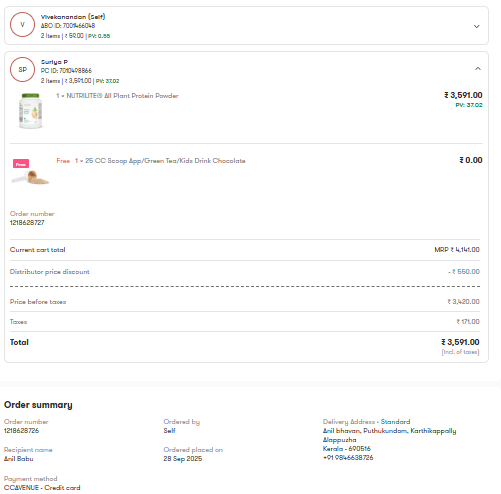 V
Vivekanandan (Self)
ABO ID: 7009466048
2 Items | ₹ 59.00 | PV: 0.55
SP
Suriya P
PC ID: 7010498866
2 Items | ₹ 3,591.00 | PV: 37.02
1 × NUTRILITE® All Plant Protein Powder
₹ 3,591.00
PV: 37.02
Free
Free 1 × 25 CC Scoop App/Green Tea/Kids Drink Chocolate
₹ 0.00
Order number
1218628727
Current cart total
MRP ₹ 4,141.00
Distributor price discount
- ₹ 550.00
Price before taxes
₹ 3,420.00
Taxes
₹ 171.00
Total
₹ 3,591.00
(Incl. of taxes)
Order summary
Order number
1218628726
Ordered by
Self
Delivery Address - Standard
Anil bhavan, Puthukundom, Karthikappally
Alappuzha
Kerala - 690516
+91 9846638726
Recipient name
Anil Babu
Ordered placed on
28 Sep 2025
Payment method
CCAVENUE - Credit card